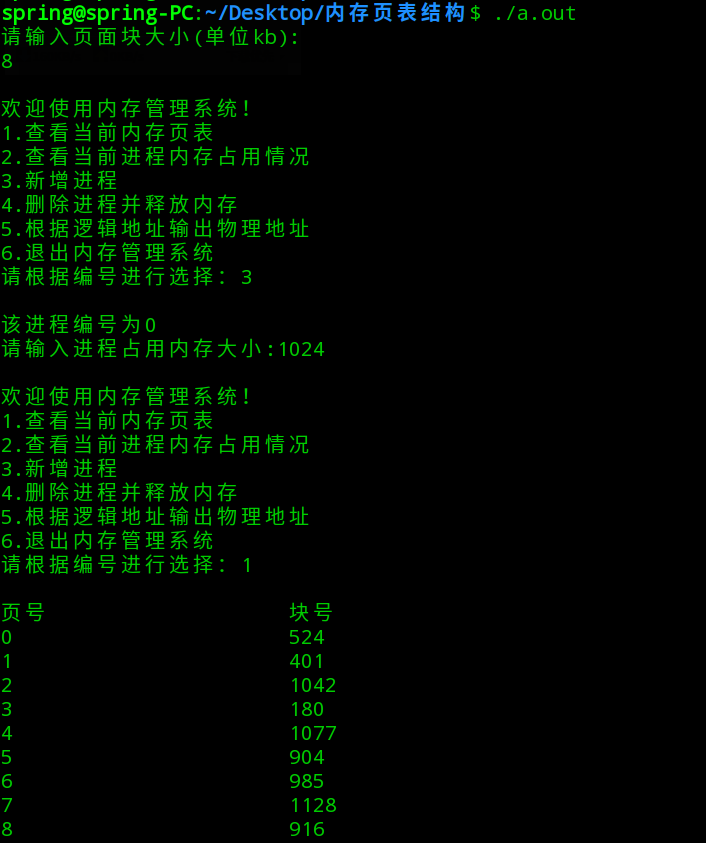 spring@spring-PC:~/Desktop/内存页表结构$ ./a.out
请输入页面块大小(单位kb):
8
欢迎使用内存管理系统!
1.查看当前内存页表
2.查看当前进程内存占用情况
3.新增进程
4.删除进程并释放内存
5.根据逻辑地址输出物理地址
6.退出内存管理系统
请根据编号进行选择: 3
该进程编号为0
请输入进程占用内存大小:1024
欢迎使用内存管理系统!
1.查看当前内存页表
2.查看当前进程内存占用情况
3.新增进程
4.删除进程并释放内存
5.根据逻辑地址输出物理地址
6.退出内存管理系统
请根据编号进行选择: 1
页号 块号
0 524
1 401
2 1042
3 180
4 1077
5 904
6 985
7 1128
8 916